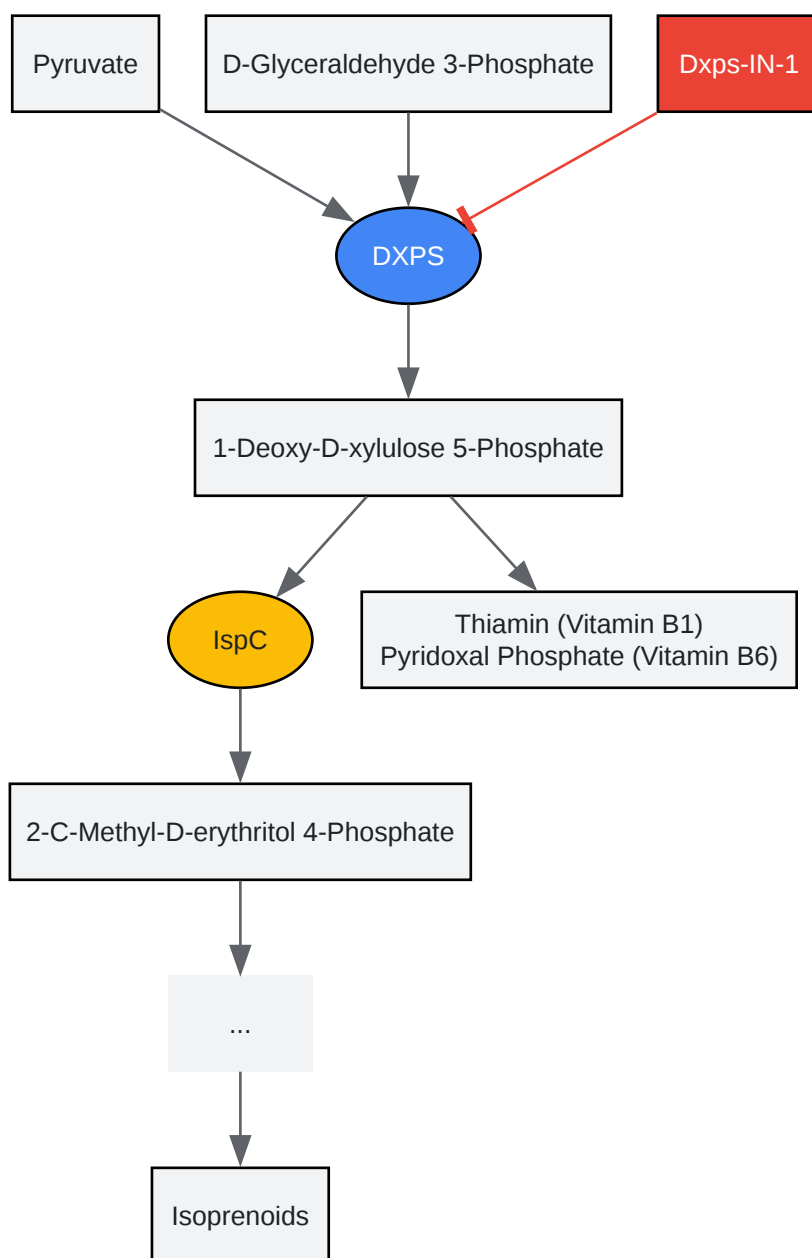 Pyruvate
D-Glyceraldehyde 3-Phosphate
Dxps-IN-1
DXPS
1-Deoxy-D-xylulose 5-Phosphate
IspC
Thiamin (Vitamin B1)
Pyridoxal Phosphate (Vitamin B6)
2-C-Methyl-D-erythritol 4-Phosphate
...
Isoprenoids